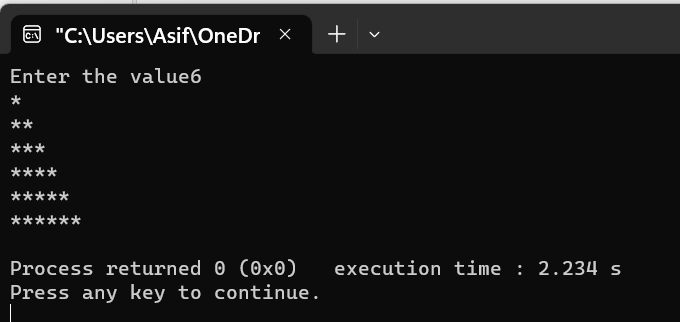 "C:\Users\Asif\OneDr
Enter the value6
*
**
***
****
*****
******
Process returned 0 (0x0)   execution time : 2.234 s
Press any key to continue.